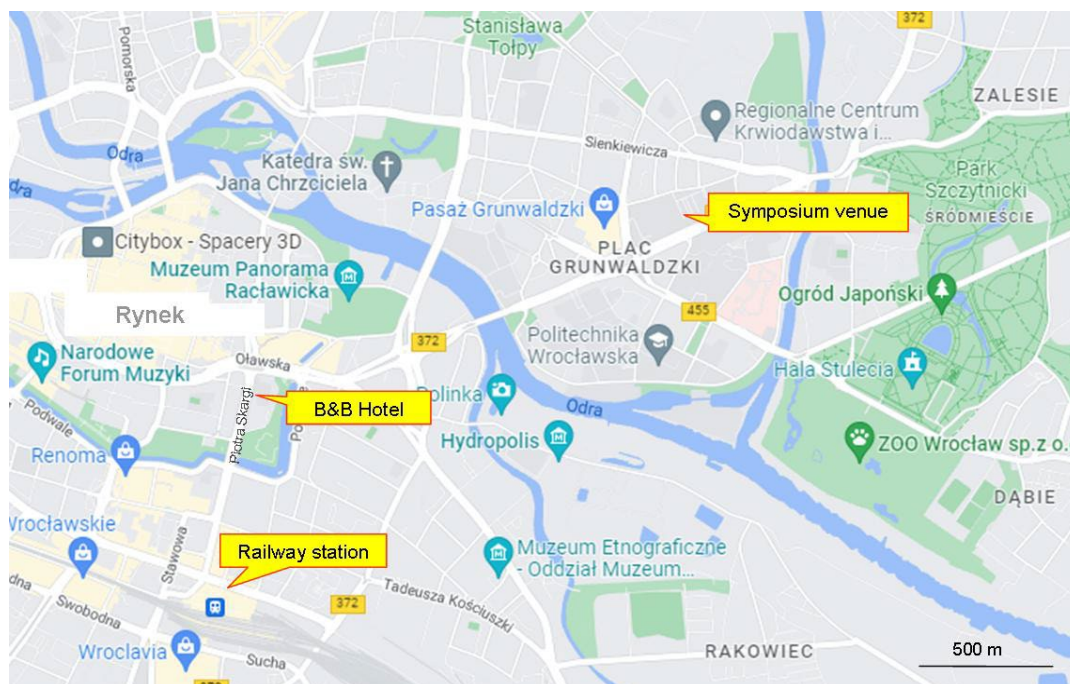 Stanisława
Tołpy
372
Pomorska
ZALESIE
Regionalne Centrum
Krwiodawstwa i...
Sienkiewicza
Odra
Katedra św.
Jana Chrzciciela
Park
Szczytnicki
Odra
Pasaż Grunwaldzki
Symposium venue
ŚRÓDMIEŚCIE
Citybox - Spacery 3D
PLAC
GRUNWALDZKI
Muzeum Panorama
Racławicka
Ogród Japoński
Rynek
455
Politechnika
Wrocławska
372
Narodowe
Forum Muzyki
Oławska
Hala Stulecia
B&B Hotel
Polinka
Odra
Piotra Skargi
Podwale
Hydropolis
ZOO Wrocław sp.z o.
Renoma
DĄBIE
Wrocławskie
Railway station
Stawowa
Muzeum Etnograficzne
- Oddział Muzeum...
Tadeusza Kościuszki
372
Swobodna
Wroclavia
Sucha
RAKOWIEC
500 m